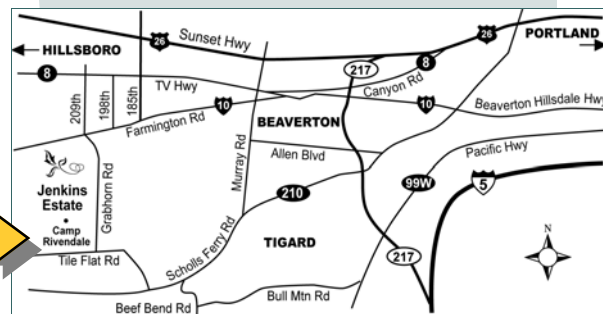 26
Sunset Hwy
26
PORTLAND
HILLSBORO
217
8
8
TV Hwy
Canyon Rd
209th
198th
185th
10
10
Beaverton Hillsdale Hwy
Farmington Rd
BEAVERTON
Pacific Hwy
Allen Blvd
Murray Rd
Grabhorn Rd
Jenkins
Estate
Camp
Rivendale
210
99W
5
N
Scholls Ferry Rd
TIGARD
Tile Flat Rd
217
Bull Mtn Rd
Beef Bend Rd